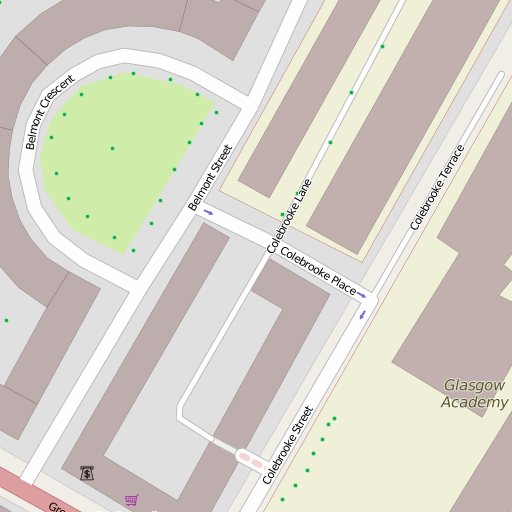 Belmont Crescent
Belmont Street
Colebrooke Lane
Colebrooke Terrace
Colebrooke Place
Glasgow
Academy
Colebrooke Street
$